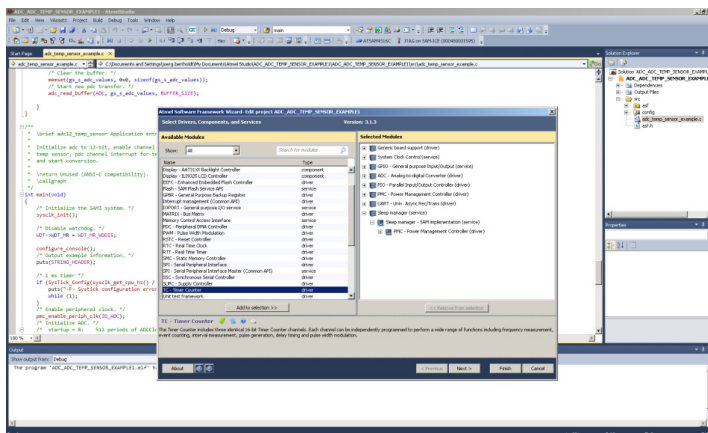 ADC_ADC_TEMP_SENSOR_EXAMPLE1 - AtmelStudio
File Edit View VAssistX Project Build Debug Tools Window Help
Debug
main
Hex
ATSAM4S16C
JTAG on SAM-ICE
Start Page
adc_temp_sensor_example.c
adc_temp_sensor_example.c
/* Clear the buffer. */
memset(gs_s_adc_values, 0x0, sizeof(gs_s_adc_values));
/* Start new pdc transfer. */
adc_read_buffer(ADC, gs_s_adc_values, BUFFER_SIZE);
}
}
/**
* \brief adc12_temp_sensor Application entry
*
* Initialize adc to 12-bit, enable channel
* temp sensor, pdc channel interrupt for
* and start conversion.
*
* \return Unused (ANSI-C compatibility).
* \callgraph
*/
int main(void)
{
/* Initialize the SAM3 system. */
sysclk_init();
/* Disable watchdog. */
WDT->WDT_MR = WDT_MR_WDDIS;
configure_console();
/* Output example information. */
puts(STRING_HEADER);
/* 1 ms timer */
if (SysTick_Config(sysclk_get_cpu_hz() /
puts("-F- Systick configuration error
while (1);
}
/* Enable peripheral clock. */
pmc_enable_periph_clk(ID_ADC);
/* Initialize ADC. */
/* startup = 8: 512 periods of ADCCl
100 %
Atmel Software Framework Wizard- Edit project ADC_ADC_TEMP_SENSOR_EXAMPLE1
Select Drivers, Components, and Services
Version: 3.1.3
Available Modules
Show: All
Search for modules
Name Type
Display - AAT31XX Backlight Controller component
Display - ILI9325 LCD Controller component
EEFC - Enhanced Embedded Flash Controller driver
Flash - SAM Flash Service API service
GPBR - General Purpose Backup Register driver
Interrupt management (Common API) driver
IOPORT - General purpose I/O service service
MATRIX - Bus Matrix driver
Memory Control Access Interface service
PDC - Peripheral DMA Controller driver
PWM - Pulse Width Modulation driver
RSTC - Reset Controller driver
RTC - Real Time Clock driver
RTT - Real Time Timer driver
SMC - Static Memory Controller driver
SPI - Serial Peripheral Interface driver
SPI - Serial Peripheral Interface Master (Common API) service
SSC - Synchronous Serial Controller driver
SUPC - Supply Controller driver
TC - Timer Counter driver
Unit test framework driver
Add to selection >>
Selected Modules
Generic board support (driver)
System Clock Control (service)
GPIO - General purpose Input/Output (service)
ADC - Analog-to-digital Converter (driver)
PIO - Parallel Input/Output Controller (driver)
PMC - Power Management Controller (driver)
UART - Univ. Async Rec/Trans (driver)
Sleep manager (service)
Sleep manager - SAM implementation (service)
PMC - Power Management Controller (driver)
<< Remove from selection
TC - Timer Counter
The Timer Counter includes three identical 16-bit Timer Counter channels. Each channel can be independently programmed to perform a wide range of functions including frequency measurement,
event counting, interval measurement, pulse generation, delay timing and pulse width modulation.
About
< Previous
Next >
Finish
Cancel
Solution Explorer
Solution 'ADC_ADC_TEMP_SENSOR_EXAMP
ADC_ADC_TEMP_SENSOR_EXAM
Dependencies
Output Files
src
asf
config
adc_temp_sensor_example.c
asf.h
Properties
Output
Show output from: Debug
The program 'ADC_ADC_TEMP_SENSOR_EXAMPLE1.elf' h